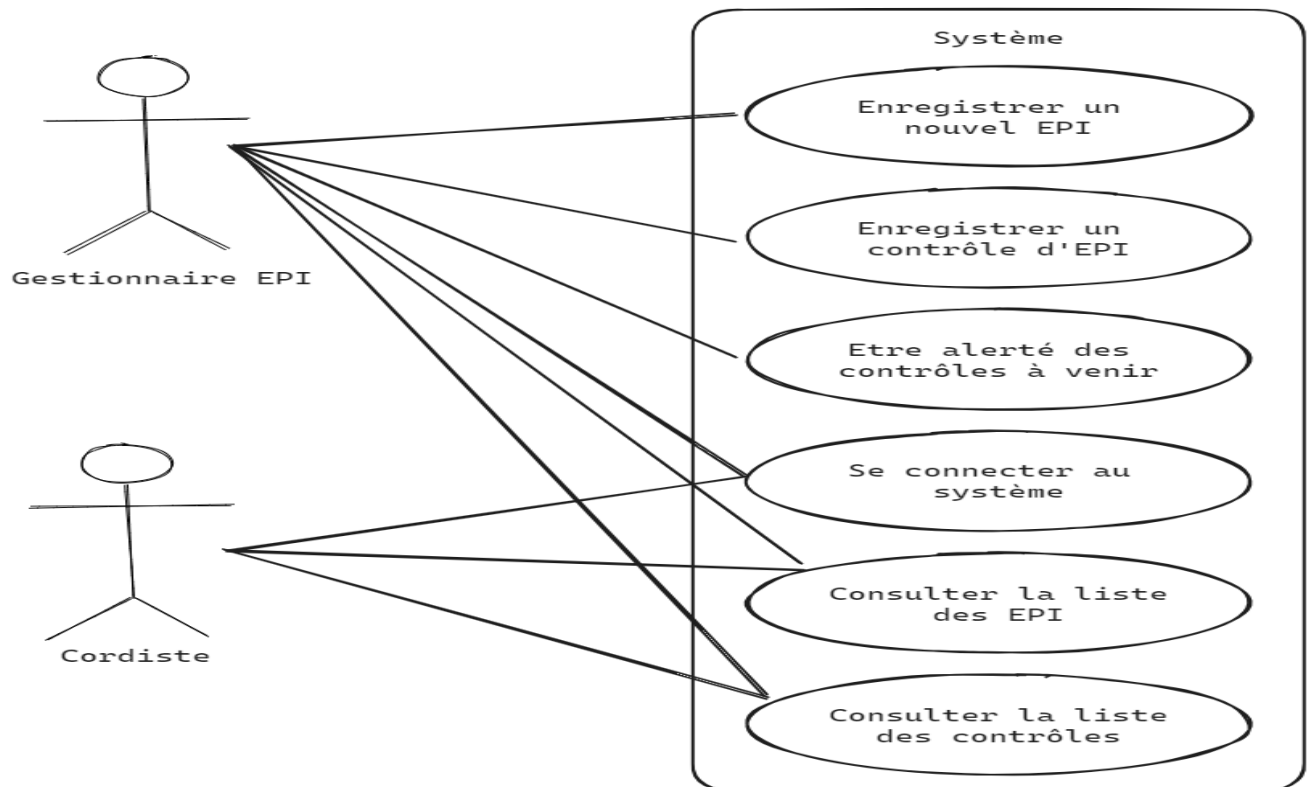 Système
Enregistrer un
nouvel EPI
Enregistrer un
contrôle d'EPI
Gestionnaire EPI
Etre alerté des
contrôles à venir
Se connecter au
système
Consulter la liste
des EPI
Cordiste
Consulter la liste
des contrôles